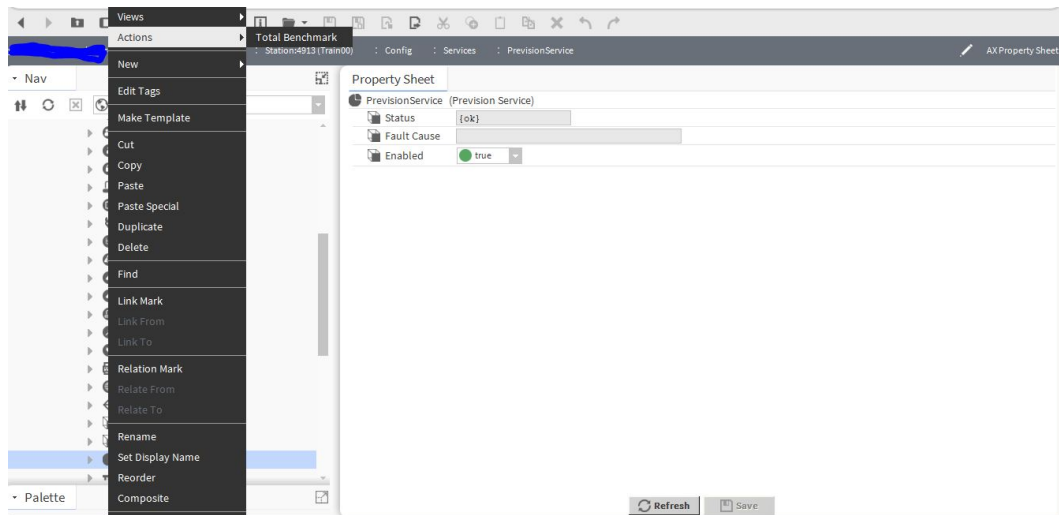 Views
Actions
Total Benchmark
: Station:4913 (Train00) : Config : Services : PrevisionService
AX Property Sheet
New
Nav
Property Sheet
Edit Tags
PrevisionService (Prevision Service)
Make Template
Status {ok}
Fault Cause
Cut
Enabled true
Copy
Paste
Paste Special
Duplicate
Delete
Find
Link Mark
Link From
Link To
Relation Mark
Relate From
Relate To
Rename
Set Display Name
Reorder
Palette
Composite
Refresh Save